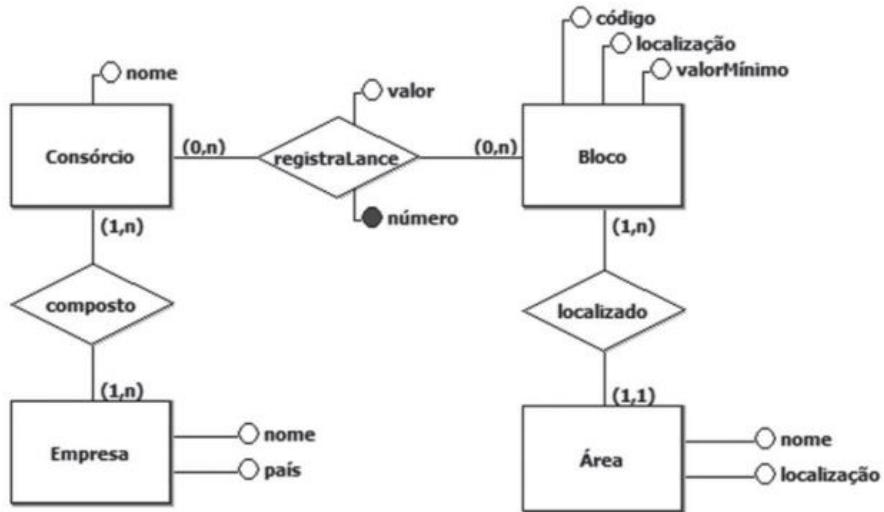 código
localização
valorMínimo
nome
valor
Consórcio
(0,n)
registraLance
(0,n)
Bloco
número
(1,n)
(1,n)
composto
localizado
(1,n)
(1,1)
Empresa
nome
país
Área
nome
localização